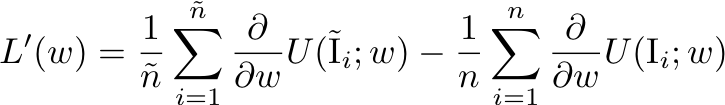 L'(w) = \frac{1}{\tilde{n}} \sum_{i=1}^{\tilde{n}} \frac{\partial}{\partial w} U(\tilde{\mathrm{I}}_i; w) - \frac{1}{n} \sum_{i=1}^{n} \frac{\partial}{\partial w} U(\mathrm{I}_i; w)